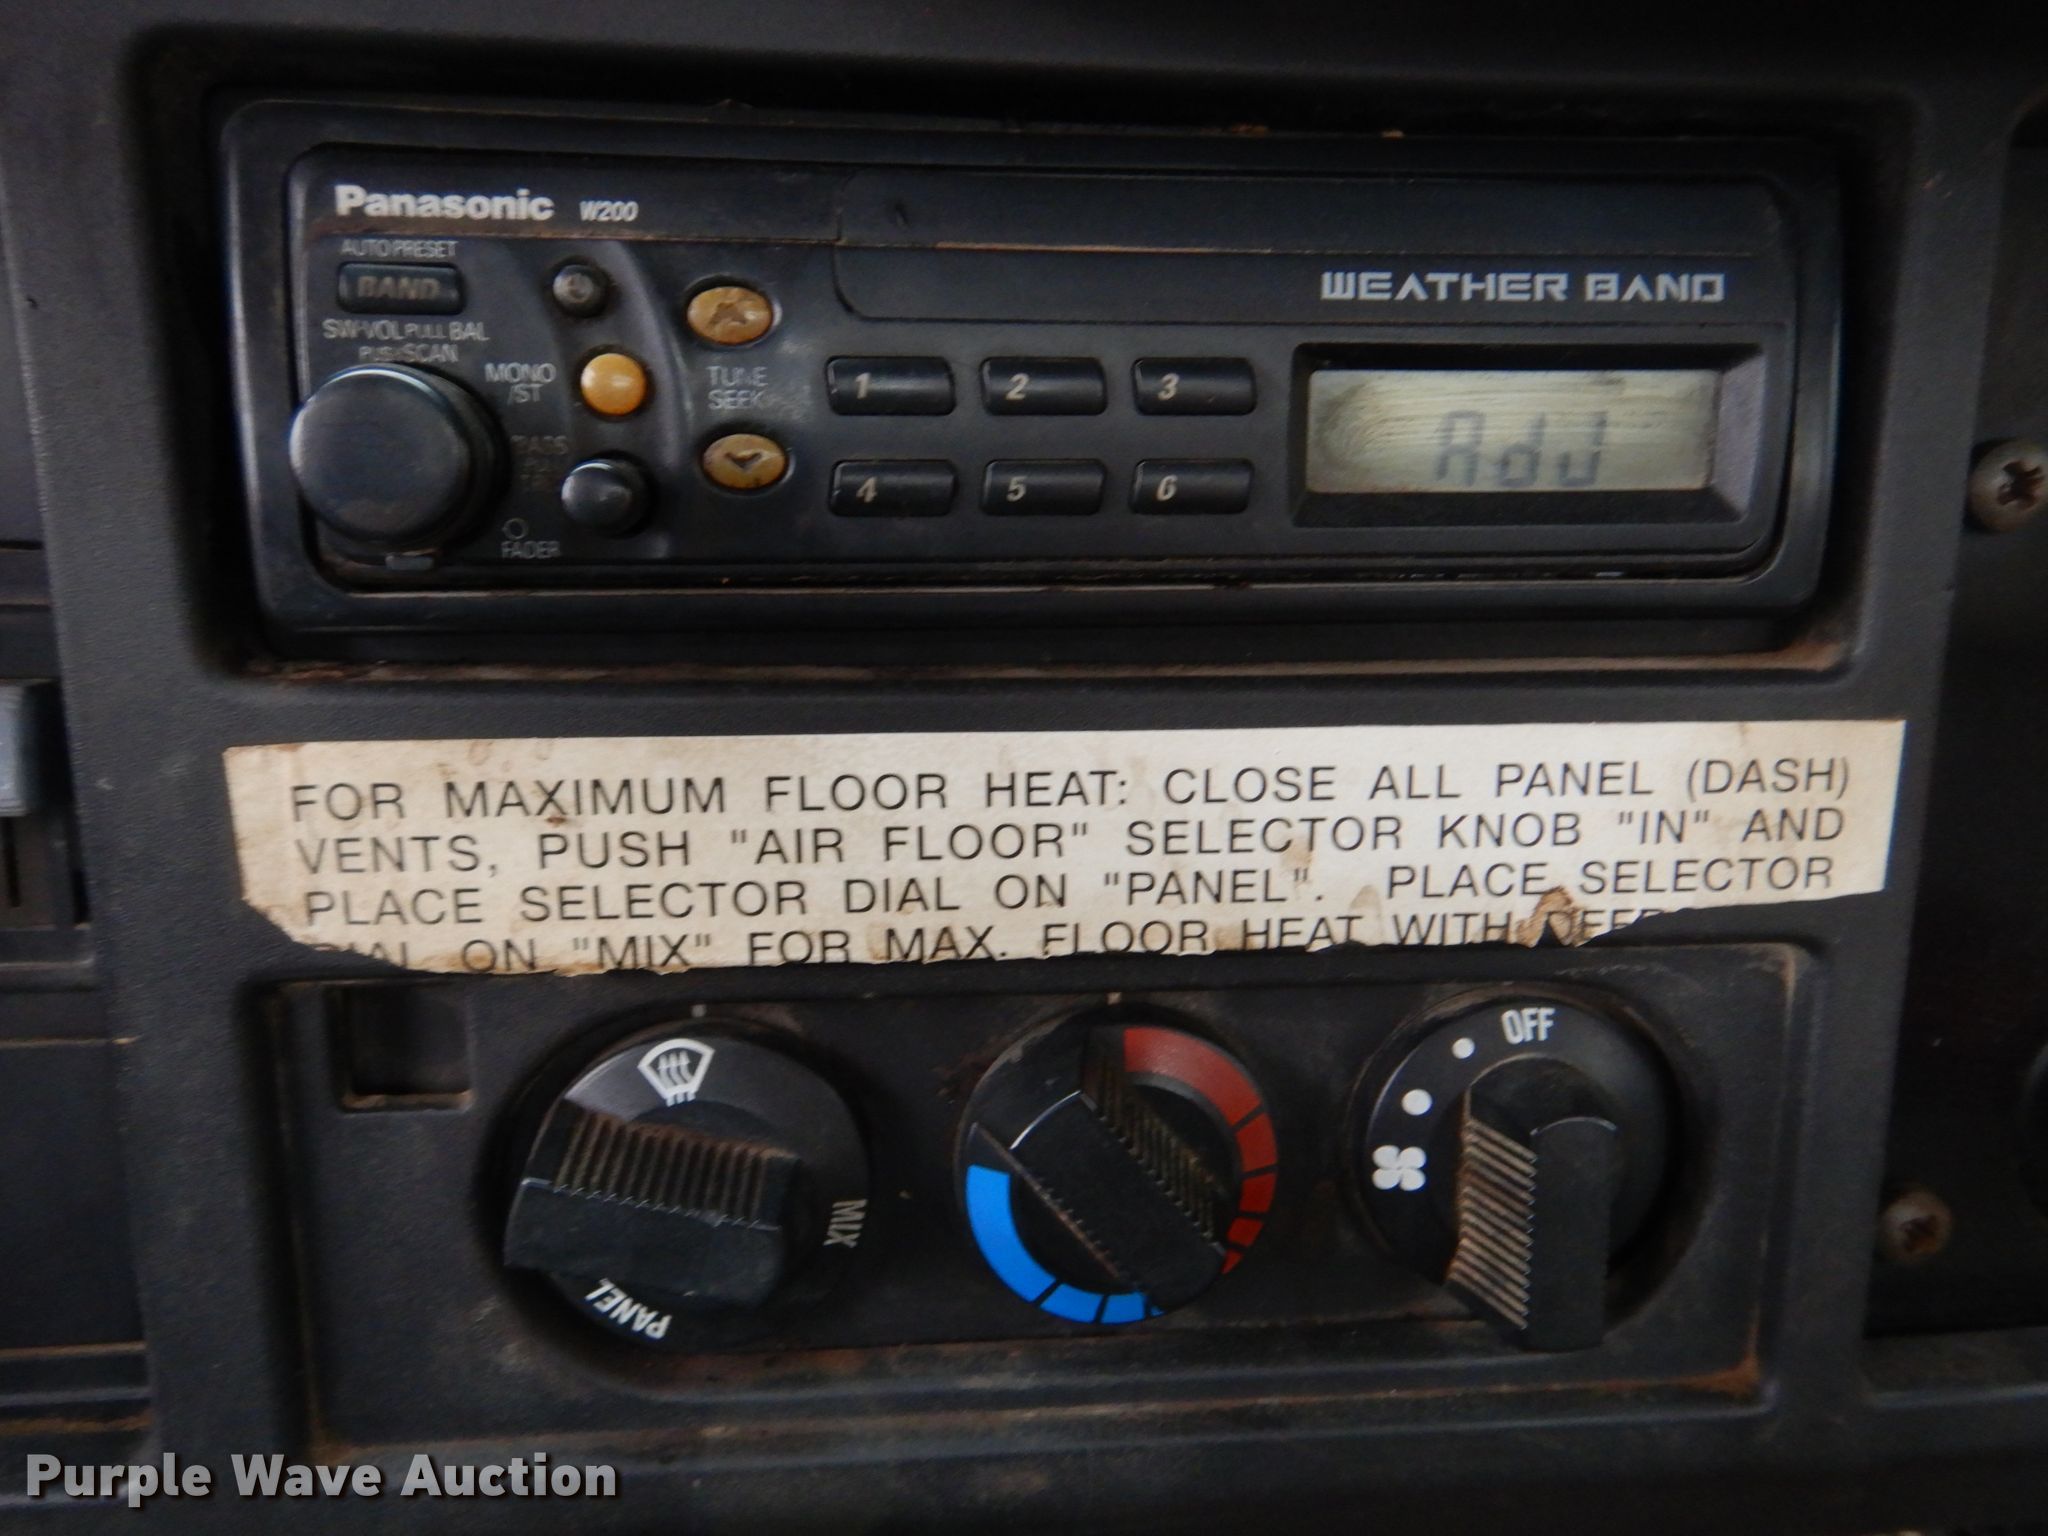 Panasonic W200
AUTO PRESET
BAND
WEATHER BAND
SW·VOL PULL BAL
PUSH SCAN
MONO
/ST
TUNE
SEEK
1 2 3
AdJ
4 5 6
FADER
FOR MAXIMUM FLOOR HEAT: CLOSE ALL PANEL (DASH)
VENTS, PUSH "AIR FLOOR" SELECTOR KNOB "IN" AND
PLACE SELECTOR DIAL ON "PANEL". PLACE SELECTOR
ON "MIX" FOR MAX. FLOOR HEAT WITH
OFF
MIX
PANEL
Purple Wave Auction